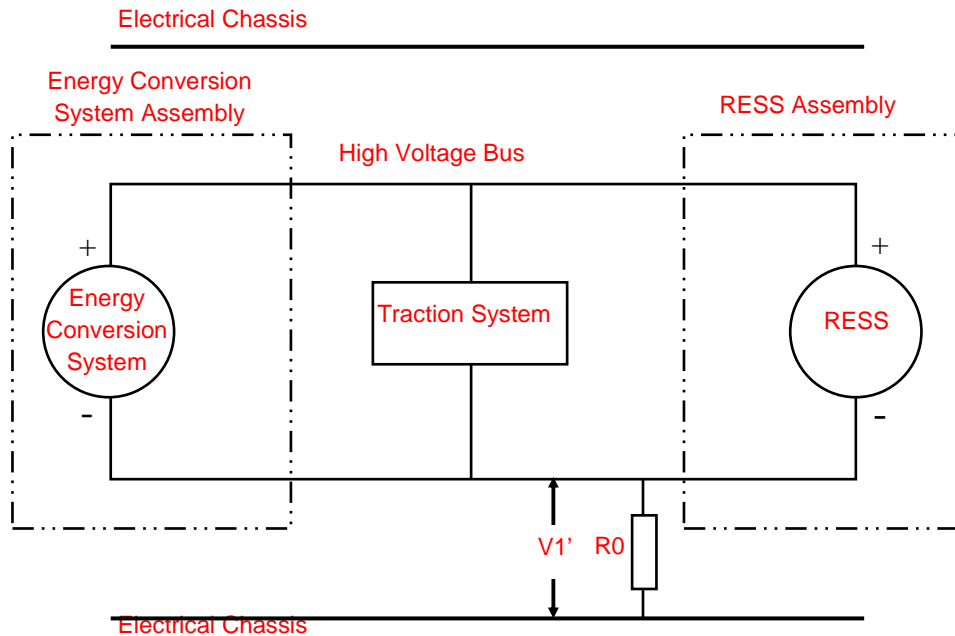 Electrical Chassis
Energy Conversion
System Assembly
RESS Assembly
High Voltage Bus
+
+
Energy
Conversion
System
Traction System
RESS
-
-
V1’
R0
Electrical Chassis